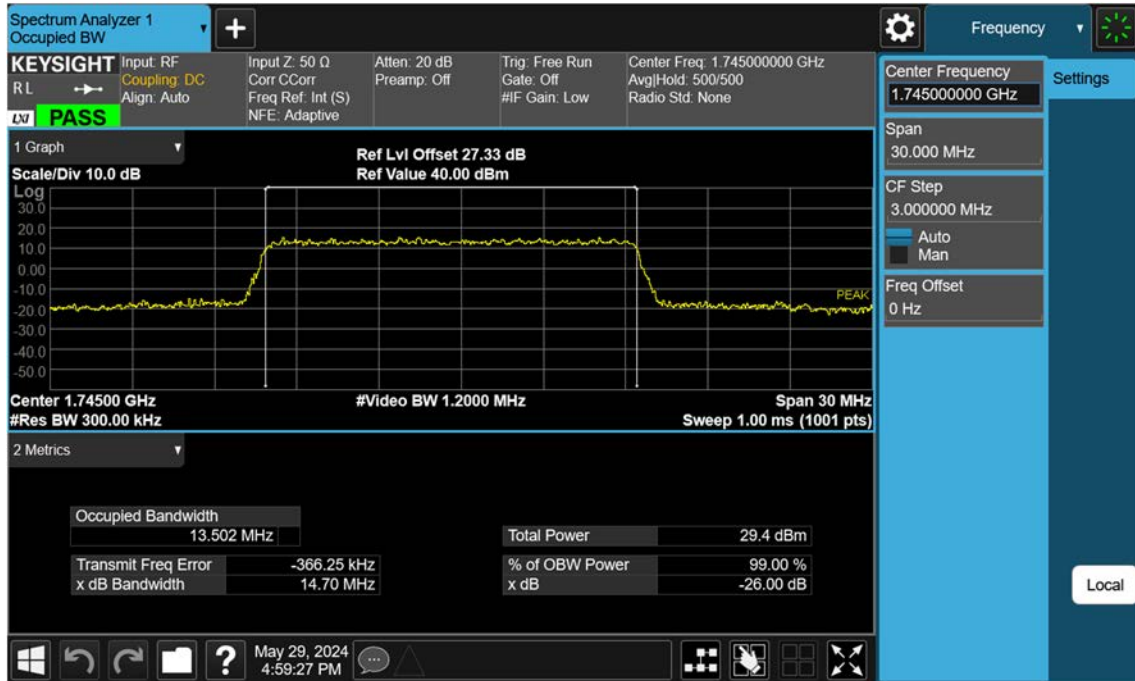 Spectrum Analyzer 1
Occupied BW
Frequency
KEYSIGHT
R L
LXI PASS
Input: RF
Coupling: DC
Align: Auto
Input Z: 50 Ω
Corr CCorr
Freq Ref: Int (S)
NFE: Adaptive
Atten: 20 dB
Preamp: Off
Trig: Free Run
Gate: Off
#IF Gain: Low
Center Freq: 1.745000000 GHz
Avg|Hold: 500/500
Radio Std: None
Center Frequency
1.745000000 GHz
Settings
Span
30.000 MHz
CF Step
3.000000 MHz
Auto
Man
Freq Offset
0 Hz
Local
1 Graph
Scale/Div 10.0 dB
Ref Lvl Offset 27.33 dB
Ref Value 40.00 dBm
Log
30.0
20.0
10.0
0.00
-10.0
-20.0
-30.0
-40.0
-50.0
PEAK
Center 1.74500 GHz
#Res BW 300.00 kHz
#Video BW 1.2000 MHz
Span 30 MHz
Sweep 1.00 ms (1001 pts)
2 Metrics
Occupied Bandwidth
13.502 MHz
Total Power 29.4 dBm
Transmit Freq Error -366.25 kHz
% of OBW Power 99.00 %
x dB Bandwidth 14.70 MHz
x dB -26.00 dB
?
May 29, 2024
4:59:27 PM